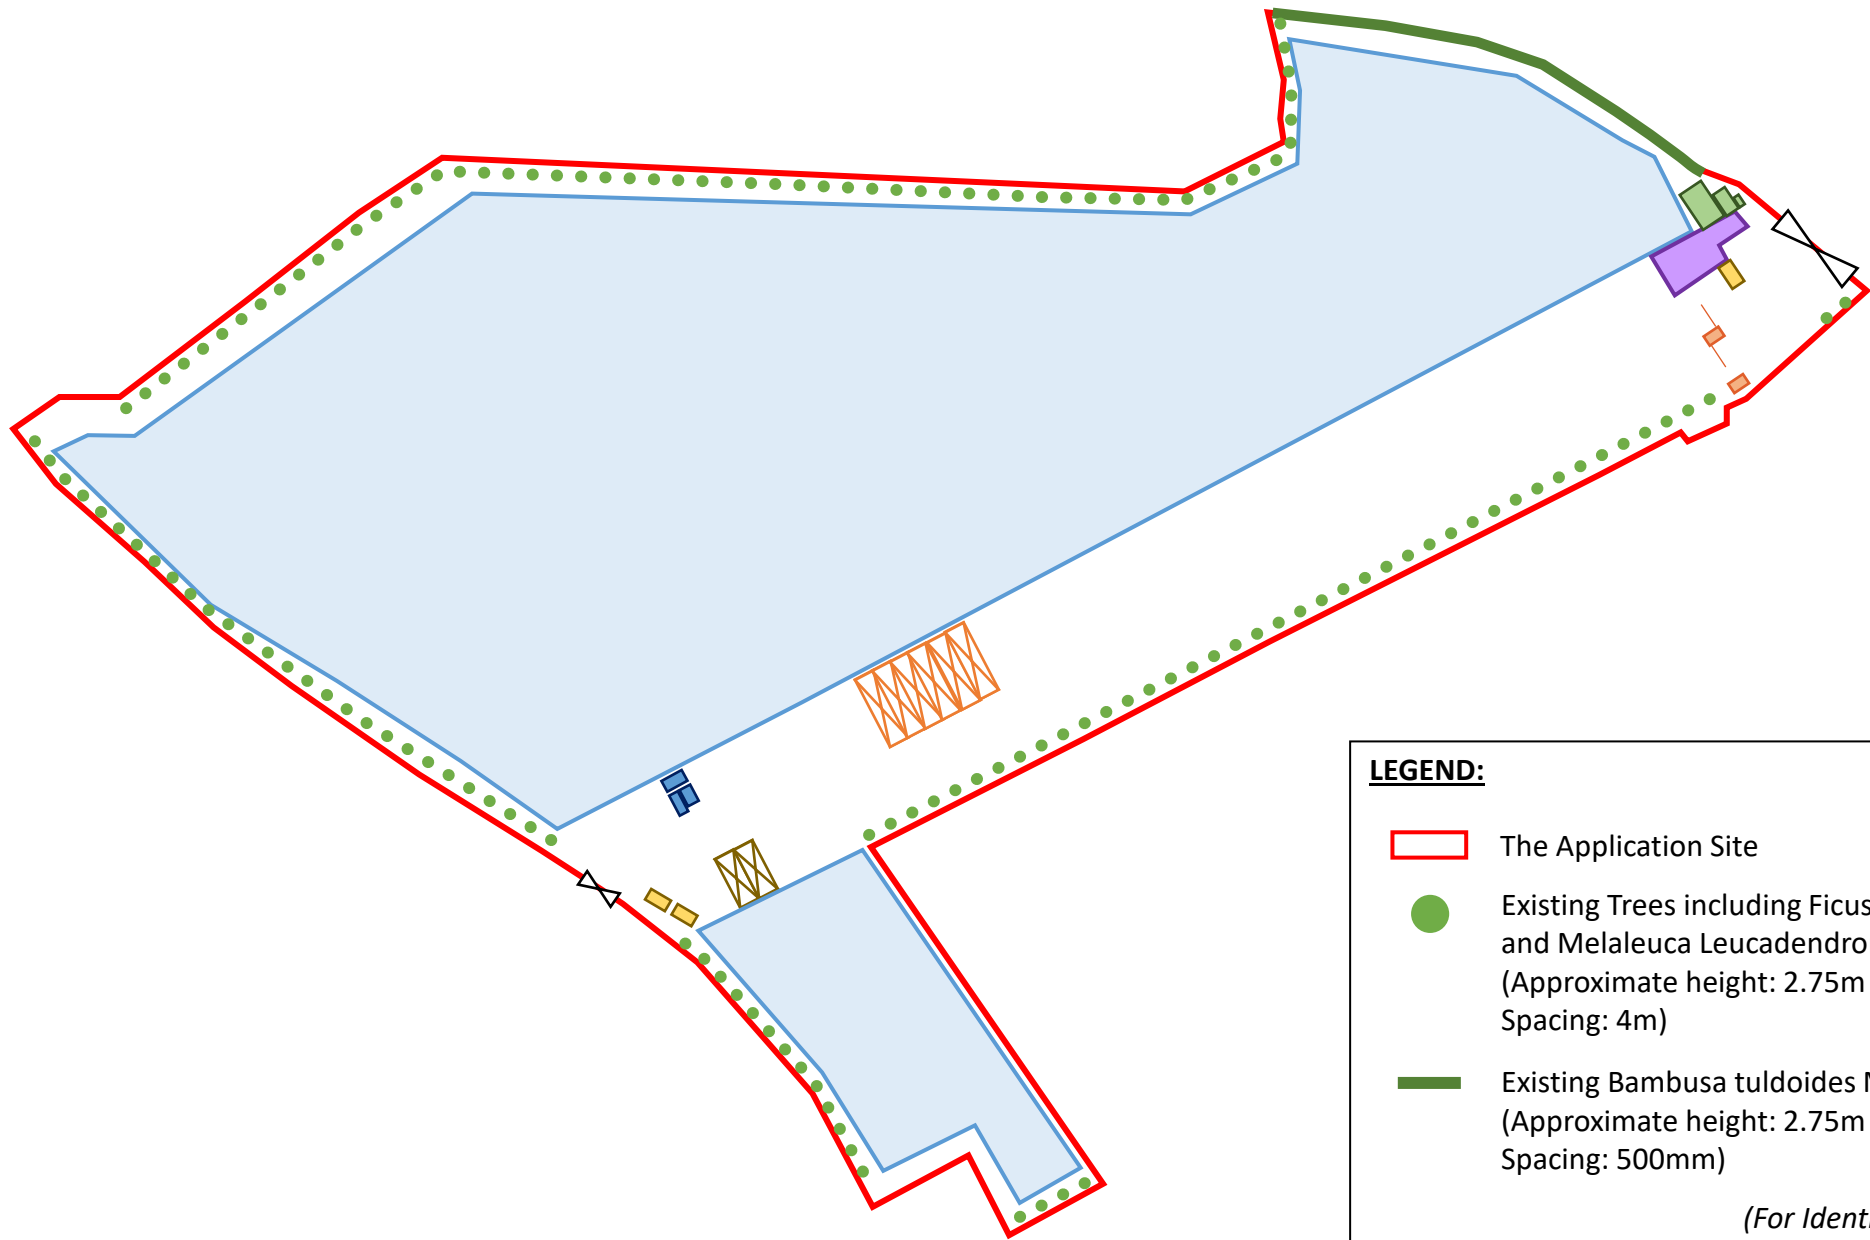 LEGEND:
The Application Site
Existing Trees including Ficus
and Melaleuca Leucadendro
(Approximate height: 2.75m
Spacing: 4m)
Existing Bambusa tuldoides
(Approximate height: 2.75m
Spacing: 500mm)
(For